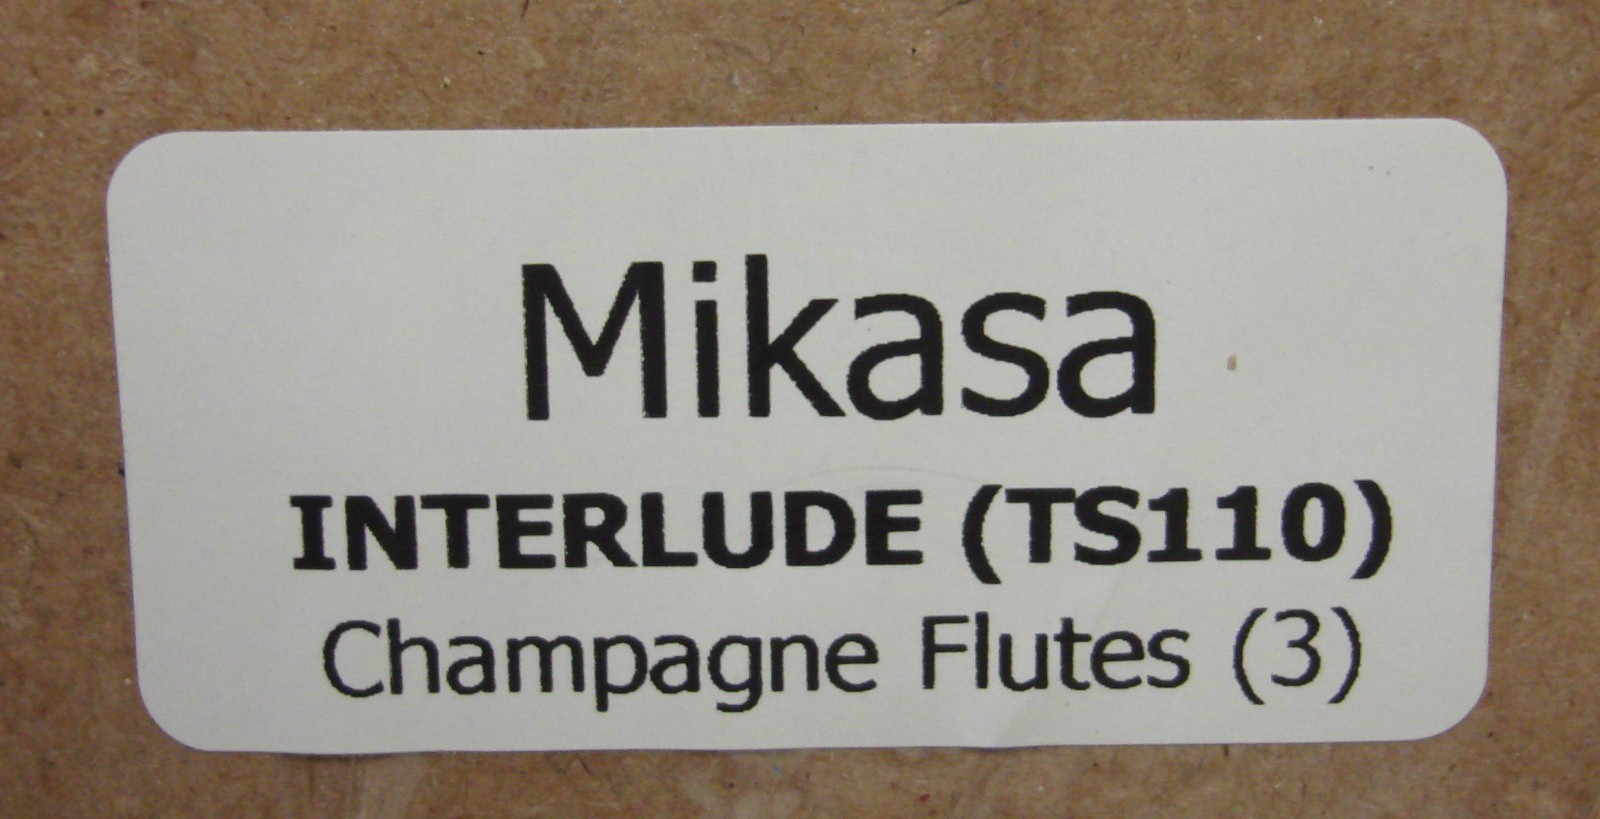 Mikasa
INTERLUDE (TS110)
Champagne Flutes (3)